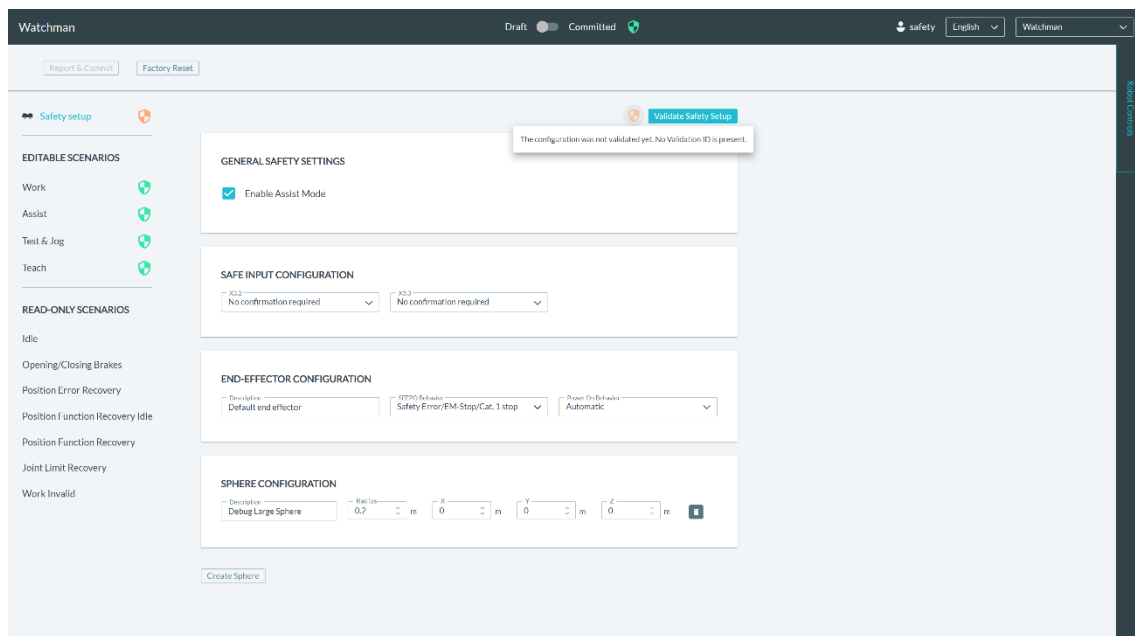 Watchman
Draft Committed
safety English Watchman
Report & Commit Factory Reset
Robot Controls
Safety setup
Validate Safety Setup
The configuration was not validated yet. No Validation ID is present.
EDITABLE SCENARIOS
Work
Assist
Test & Jog
Teach
READ-ONLY SCENARIOS
Idle
Opening/Closing Brakes
Position Error Recovery
Position Function Recovery Idle
Position Function Recovery
Joint Limit Recovery
Work Invalid
GENERAL SAFETY SETTINGS
Enable Assist Mode
SAFE INPUT CONFIGURATION
X3.2
No confirmation required
X3.3
No confirmation required
END-EFFECTOR CONFIGURATION
Description
Default end effector
SEEPO Behavior
Safety Error/EM-Stop/Cat. 1 stop
Power On Behavior
Automatic
SPHERE CONFIGURATION
Description
Debug Large Sphere
Radius
0.2 m
X
0 m
Y
0 m
Z
0 m
Create Sphere